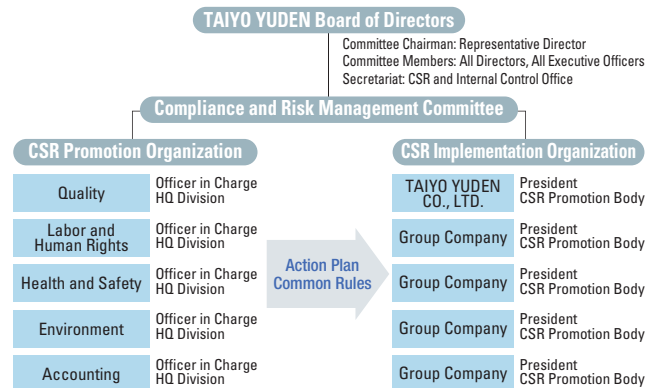 TAIYO YUDEN Board of Directors
Committee Chairman: Representative Director
Committee Members: All Directors, All Executive Officers
Secretariat: CSR and Internal Control Office
Compliance and Risk Management Committee
CSR Promotion Organization
Quality
Officer in Charge
HQ Division
Labor and
Human Rights
Officer in Charge
HQ Division
Health and Safety
Officer in Charge
HQ Division
Environment
Officer in Charge
HQ Division
Accounting
Officer in Charge
HQ Division
Action Plan
Common Rules
CSR Implementation Organization
TAIYO YUDEN
CO., LTD.
President
CSR Promotion Body
Group Company
President
CSR Promotion Body
Group Company
President
CSR Promotion Body
Group Company
President
CSR Promotion Body
Group Company
President
CSR Promotion Body